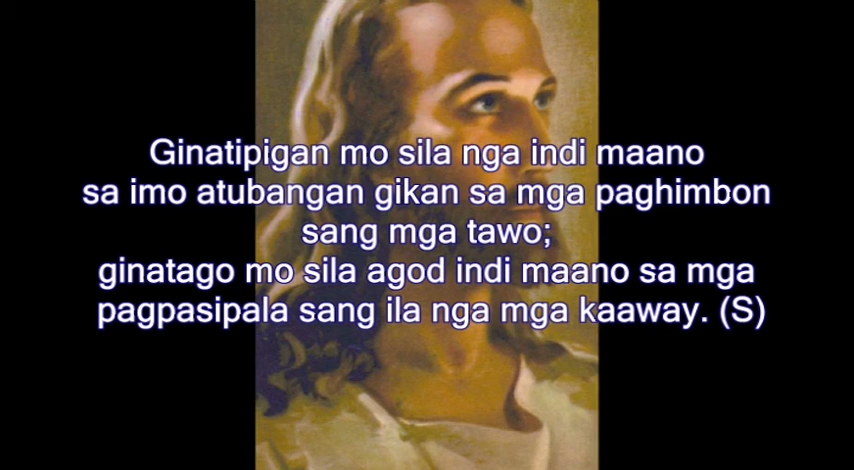 Ginatipigan mo sila nga indi maano
sa imo atubangan gikan sa mga paghimbon
sang mga tawo;
ginatago mo sila agod indi maano sa mga
pagpasipala sang ila nga mga kaaway. (S)